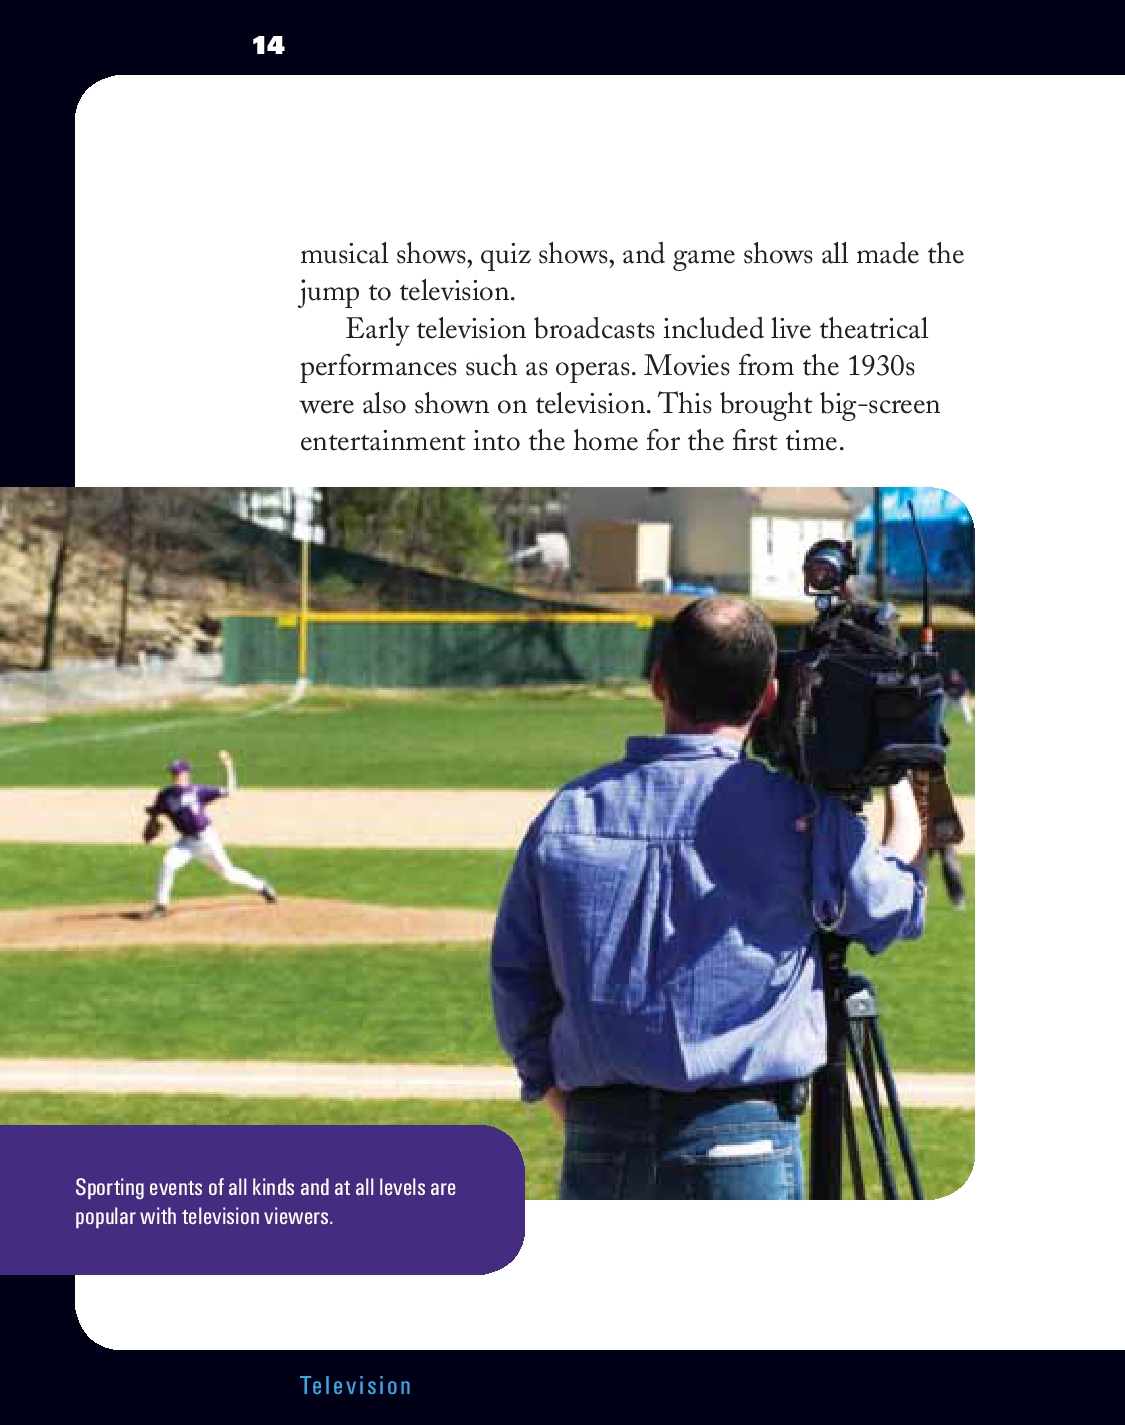 14
musical shows, quiz shows, and game shows all made the
jump to television.
Early television broadcasts included live theatrical
performances such as operas. Movies from the 1930s
were also shown on television. This brought big-screen
entertainment into the home for the first time.
Sporting events of all kinds and at all levels are
popular with television viewers.
Television